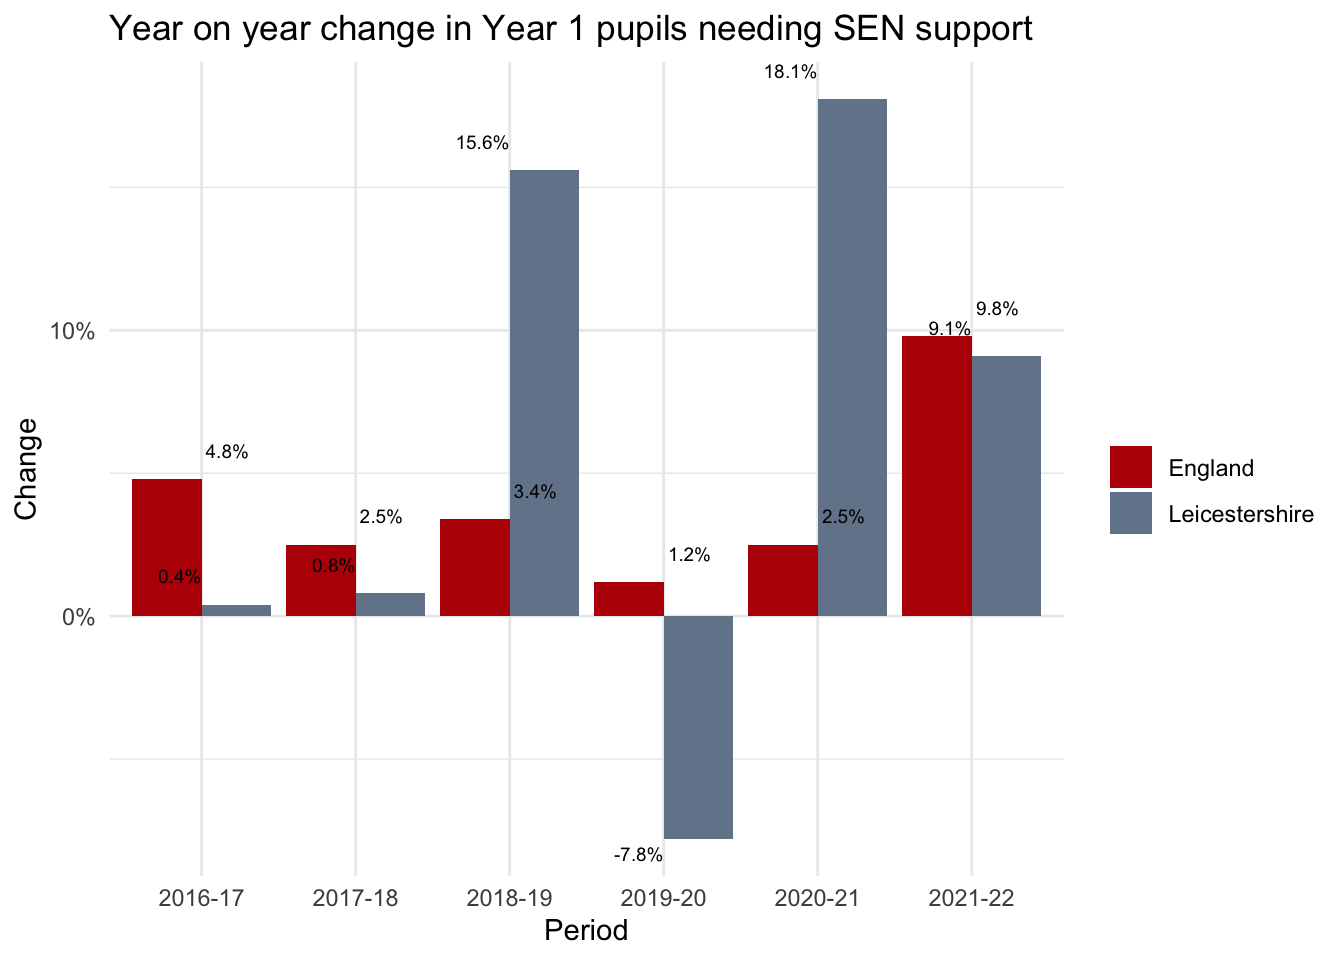 Year on year change in Year 1 pupils needing SEN support
18.1%
15.6%
9.8%
10%
9.1%
4.8%
3.4%
2.5%
2.5%
1.2%
0.8%
0.4%
0%
-7.8%
Change
England
Leicestershire
2016-17 2017-18 2018-19 2019-20 2020-21 2021-22
Period